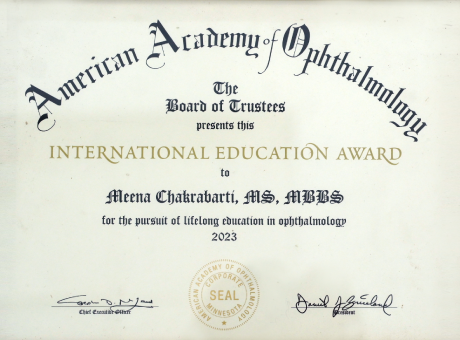 American Academy of Ophthalmology
The
Board of Trustees
presents this
INTERNATIONAL EDUCATION AWARD
to
Meena Chakrabarti, MS, MBBS
for the pursuit of lifelong education in ophthalmology
2023
AMERICAN ACADEMY OF OPHTHALMOLOGY
CORPORATE
SEAL
MINNESOTA
Chief Executive Officer
President